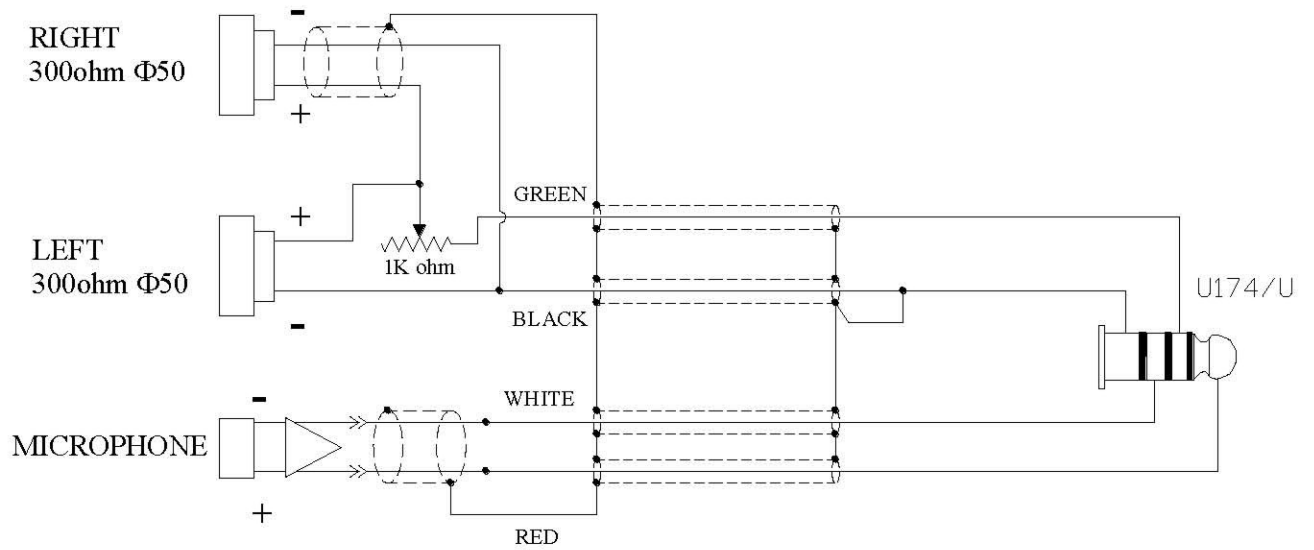 -
RIGHT
300ohm Φ50
+
GREEN
+
LEFT
300ohm Φ50
1K ohm
-
BLACK
U174/U
-
WHITE
MICROPHONE
+
RED